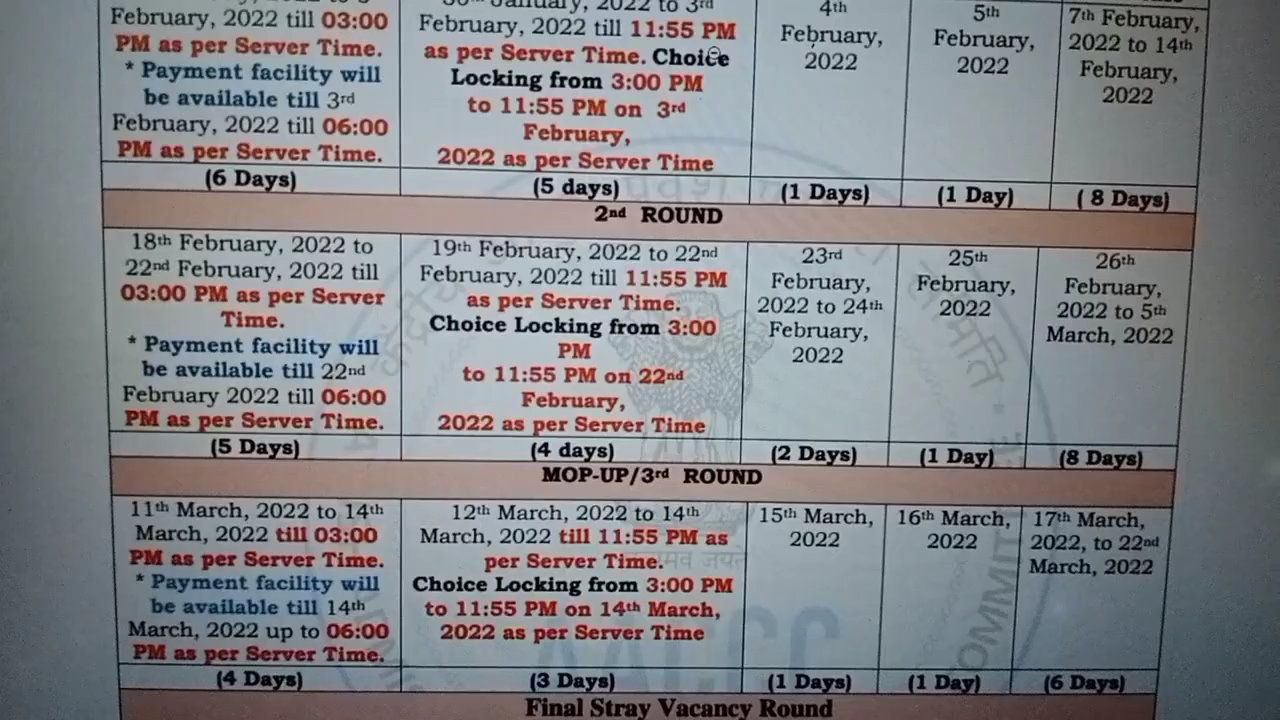 February, 2022 till 03:00
PM as per Server Time.
* Payment facility will
be available till 3rd
February, 2022 till 06:00
PM as per Server Time.
(6 Days)
January, 2022 to 3rd
February, 2022 till 11:55 PM
as per Server Time. Choice
Locking from 3:00 PM
to 11:55 PM on 3rd
February,
2022 as per Server Time
(5 days)
4th
February,
2022
(1 Days)
5th
February,
2022
(1 Day)
7th February,
2022 to 14th
February,
2022
( 8 Days)
2nd ROUND
18th February, 2022 to
22nd February, 2022 till
03:00 PM as per Server
Time.
* Payment facility will
be available till 22nd
February 2022 till 06:00
PM as per Server Time.
(5 Days)
19th February, 2022 to 22nd
February, 2022 till 11:55 PM
as per Server Time.
Choice Locking from 3:00
PM
to 11:55 PM on 22nd
February,
2022 as per Server Time
(4 days)
23rd
February,
2022 to 24th
February,
2022
(2 Days)
25th
February,
2022
(1 Day)
26th
February,
2022 to 5th
March, 2022
(8 Days)
MOP-UP/3rd ROUND
11th March, 2022 to 14th
March, 2022 till 03:00
PM as per Server Time.
* Payment facility will
be available till 14th
March, 2022 up to 06:00
PM as per Server Time.
(4 Days)
12th March, 2022 to 14th
March, 2022 till 11:55 PM as
per Server Time.
Choice Locking from 3:00 PM
to 11:55 PM on 14th March,
2022 as per Server Time
(3 Days)
15th March,
2022
(1 Days)
16th March,
2022
(1 Day)
17th March,
2022, to 22nd
March, 2022
(6 Days)
Final Stray Vacancy Round